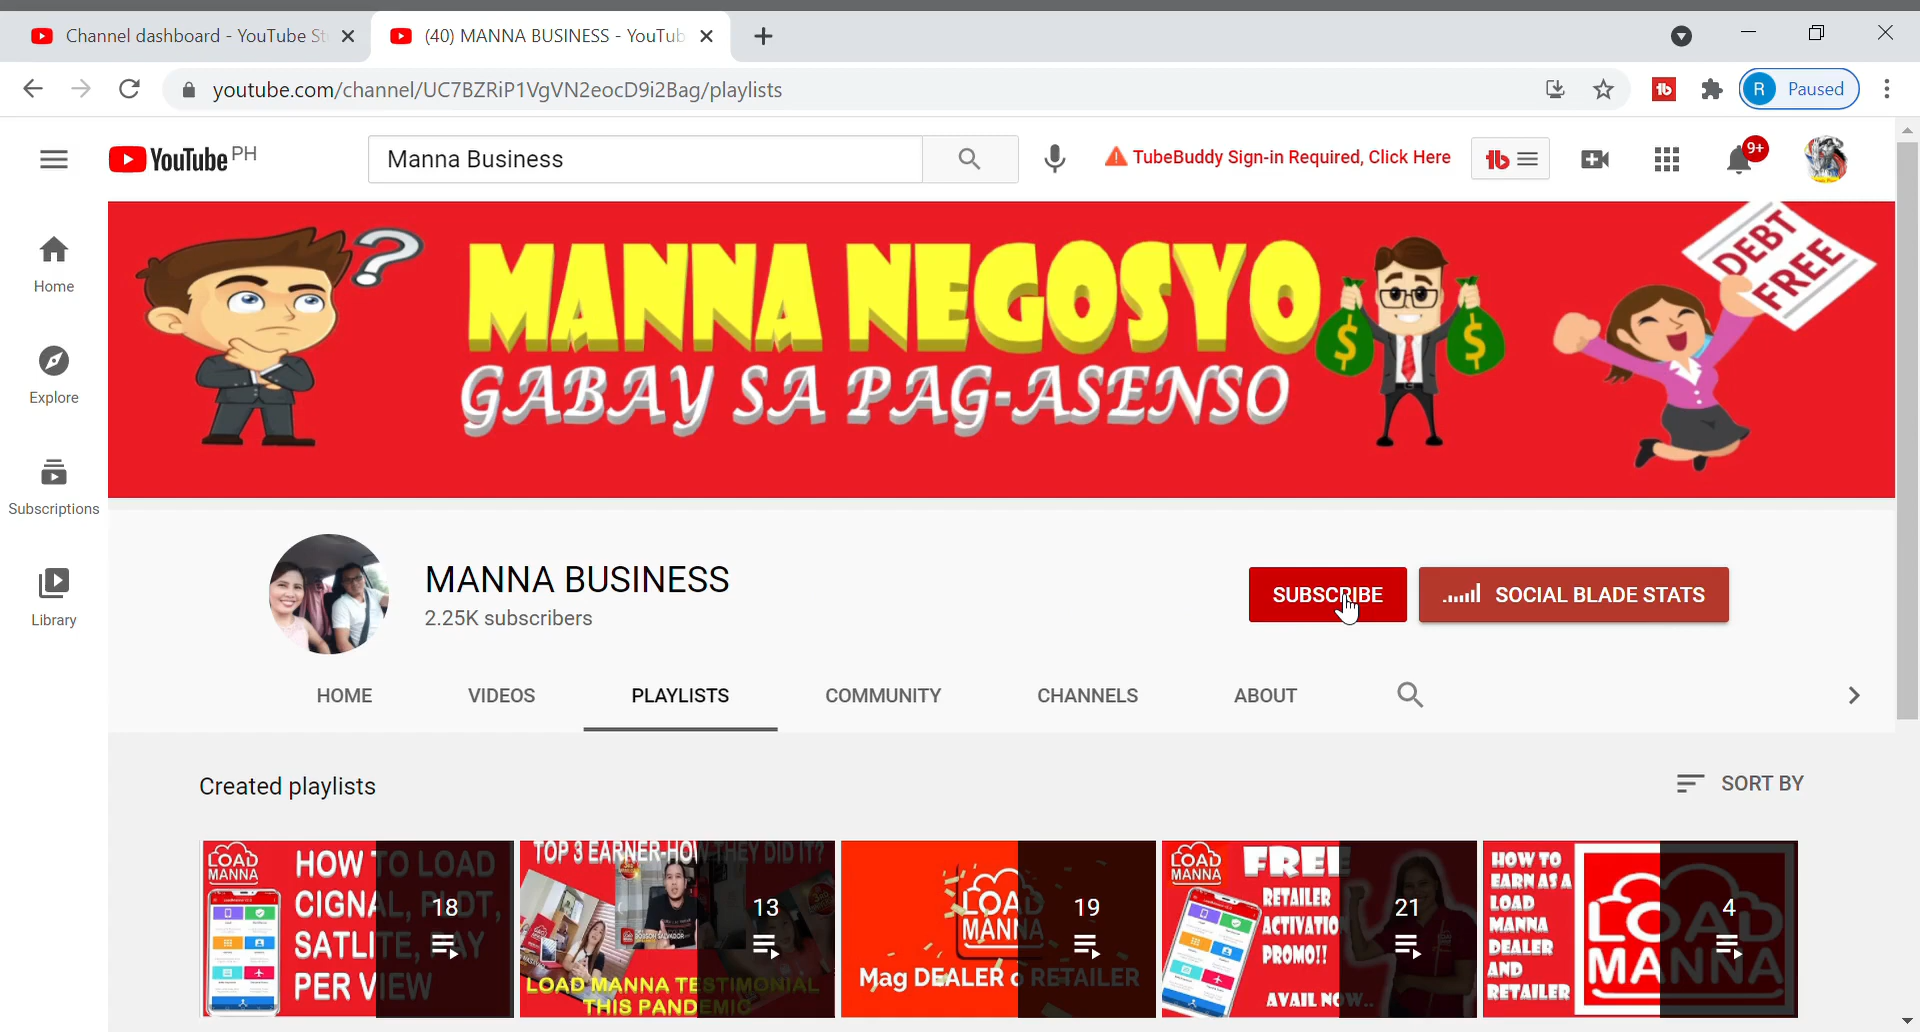 Channel dashboard - YouTube St
(40) MANNA BUSINESS - YouTub
youtube.com/channel/UC7BZRiP1VgVN2eocD9i2Bag/playlists
R Paused
YouTube PH
Manna Business
TubeBuddy Sign-in Required, Click Here
9+
Home
Explore
Subscriptions
Library
MANNA NEGOSYO
GABAY SA PAG-ASENSO
$ $
DEBT
FREE
MANNA BUSINESS
2.25K subscribers
SUBSCRIBE
SOCIAL BLADE STATS
HOME VIDEOS PLAYLISTS COMMUNITY CHANNELS ABOUT
Created playlists
SORT BY
LOAD
MANNA
HOW TO LOAD
CIGNAL, PLDT,
SATLITE, PAY
PER VIEW
18
TOP 3 EARNER-HOW THEY DID IT?
LOAD MANNA TESTIMONIAL
THIS PANDEMIC
13
LOAD
MANNA
Mag DEALER o RETAILER
19
LOAD
MANNA
FREE
RETAILER
ACTIVATIO
PROMO!!
AVAIL NOW..
21
HOW TO
EARN AS A
LOAD
MANNA
DEALER
AND
RETAILER
LOAD
MANNA
4